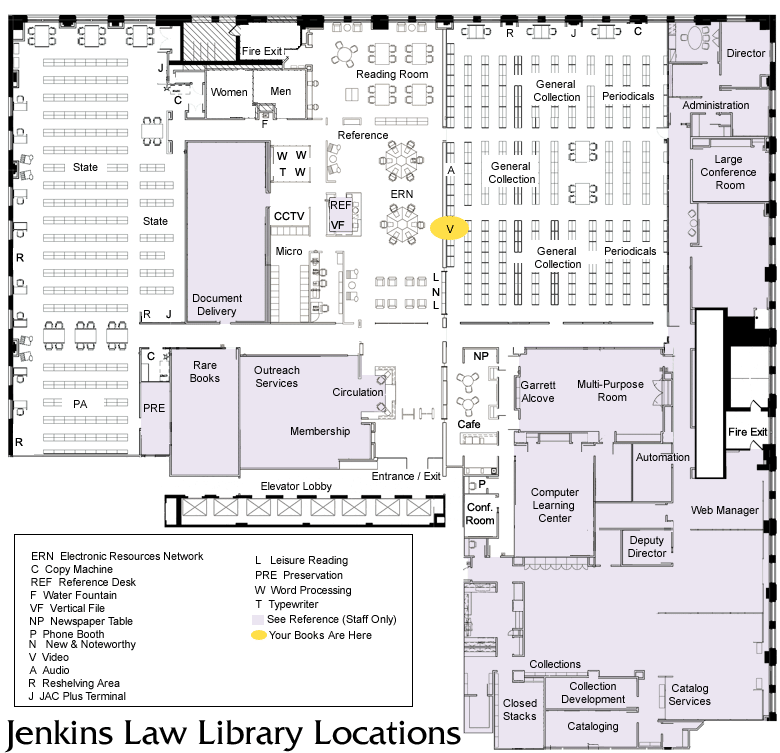 R
J
C
Fire Exit
Director
J
Reading Room
General
Collection
Periodicals
Women
Men
C
Administration
F
Reference
State
W W
T W
A
General
Collection
Large
Conference
Room
ERN
State
CCTV
REF
VF
V
R
Micro
General
Collection
Periodicals
L
N
L
Document
Delivery
R
J
C
Rare
Books
Outreach
Services
NP
Circulation
Garrett
Alcove
Multi-Purpose
Room
PA
PRE
Cafe
Membership
Fire Exit
R
Automation
Entrance / Exit
Elevator Lobby
P
Conf.
Room
Computer
Learning
Center
Web Manager
Deputy
Director
ERN Electronic Resources Network
C Copy Machine
REF Reference Desk
F Water Fountain
VF Vertical File
NP Newspaper Table
P Phone Booth
N New & Noteworthy
V Video
A Audio
R Reshelving Area
J JAC Plus Terminal
L Leisure Reading
PRE Preservation
W Word Processing
T Typewriter
See Reference (Staff Only)
Your Books Are Here
Collections
Closed
Stacks
Collection
Development
Catalog
Services
Cataloging
Jenkins Law Library Locations